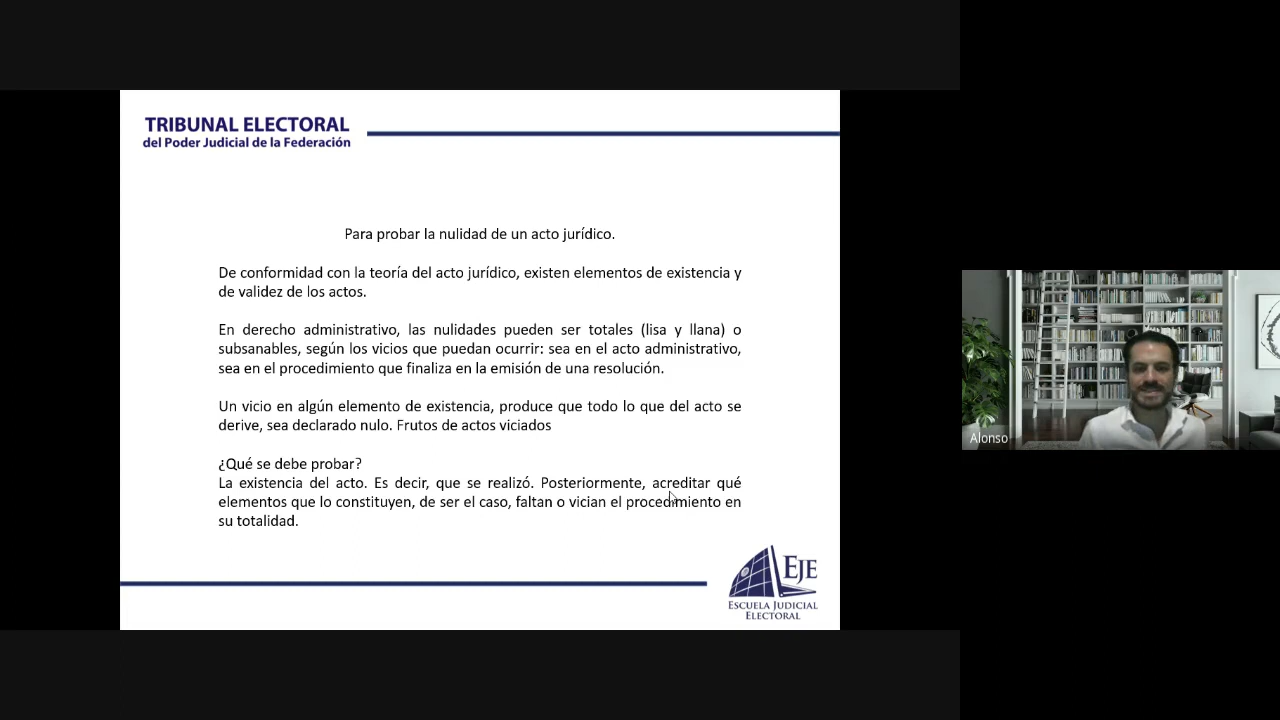 TRIBUNAL ELECTORAL
del Poder Judicial de la Federación
Para probar la nulidad de un acto jurídico.
De conformidad con la teoría del acto jurídico, existen elementos de existencia y
de validez de los actos.
En derecho administrativo, las nulidades pueden ser totales (lisa y llana) o
subsanables, según los vicios que puedan ocurrir: sea en el acto administrativo,
sea en el procedimiento que finaliza en la emisión de una resolución.
Un vicio en algún elemento de existencia, produce que todo lo que del acto se
derive, sea declarado nulo. Frutos de actos viciados
¿Qué se debe probar?
La existencia del acto. Es decir, que se realizó. Posteriormente, acreditar qué
elementos que lo constituyen, de ser el caso, faltan o vician el procedimiento en
su totalidad.
EJE
ESCUELA JUDICIAL
ELECTORAL
Alonso